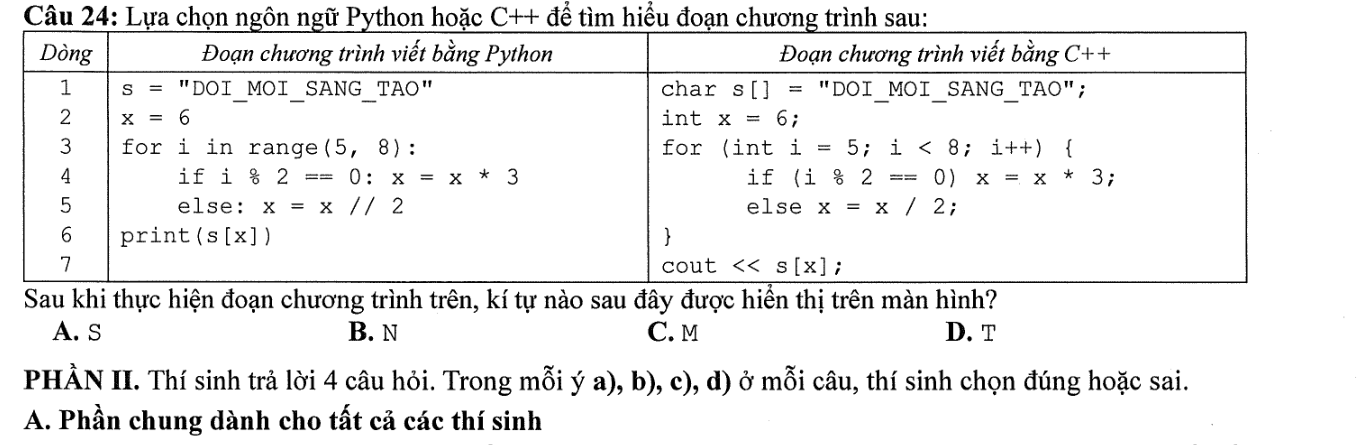 Câu 24: Lựa chọn ngôn ngữ Python hoặc C++ để tìm hiểu đoạn chương trình sau:
Dòng Đoạn chương trình viết bằng Python Đoạn chương trình viết bằng C++
1 s = "DOI_MOI_SANG_TAO" char s[] = "DOI_MOI_SANG_TAO";
2 x = 6 int x = 6;
3 for i in range(5, 8): for (int i = 5; i < 8; i++) {
4 if i % 2 == 0: x = x * 3 if (i % 2 == 0) x = x * 3;
5 else: x = x // 2 else x = x / 2;
6 print(s[x]) }
7 cout << s[x];
Sau khi thực hiện đoạn chương trình trên, kí tự nào sau đây được hiển thị trên màn hình?
A. S B. N C. M D. T
PHẦN II. Thí sinh trả lời 4 câu hỏi. Trong mỗi ý a), b), c), d) ở mỗi câu, thí sinh chọn đúng hoặc sai.
A. Phần chung dành cho tất cả các thí sinh